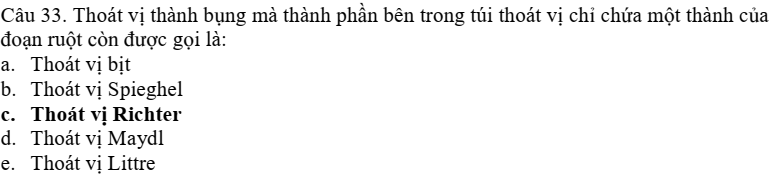 Câu 33. Thoát vị thành bụng mà thành phần bên trong túi thoát vị chỉ chứa một thành của
đoạn ruột còn được gọi là:
a. Thoát vị bịt
b. Thoát vị Spieghel
c. Thoát vị Richter
d. Thoát vị Maydl
e. Thoát vị Littre